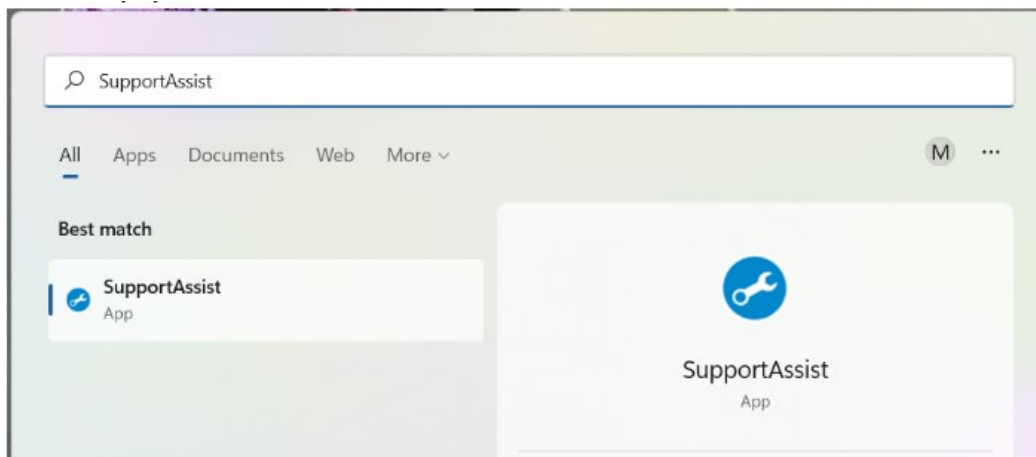 SupportAssist
All Apps Documents Web More
M ...
Best match
SupportAssist
App
SupportAssist
App